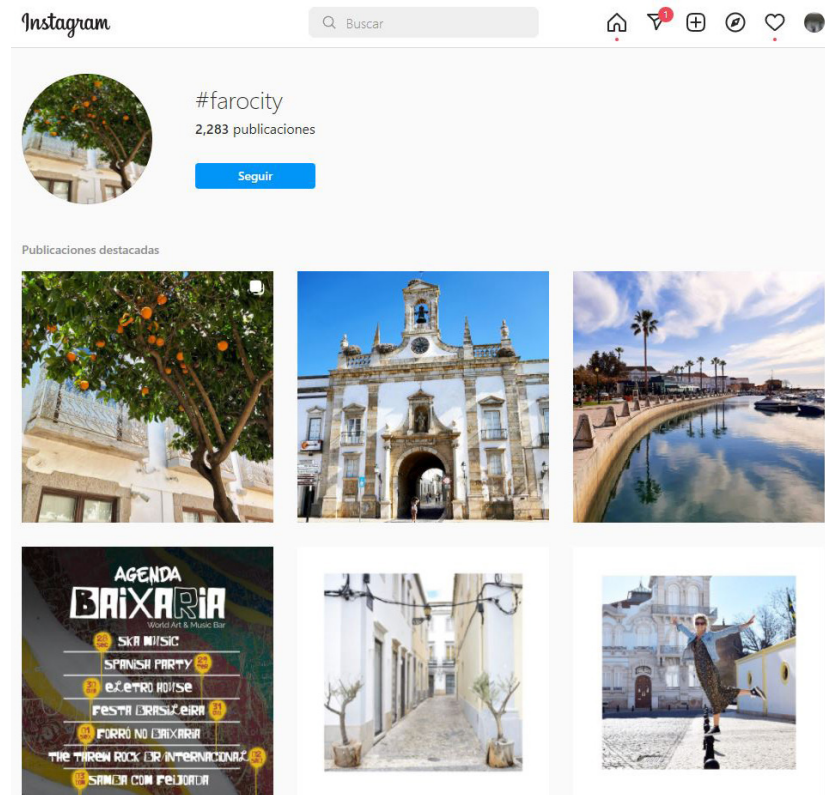 Instagram
Buscar
1
#farocity
2,283 publicaciones
Seguir
Publicaciones destacadas
AGENDA
BAIXARIA
World Art & Music Bar
SKA MUSIC
SPANISH PARTY
ELETRO HOUSE
FESTA BRASILEIRA
FORRÓ NO BAIXARIA
THE THREW ROCK BR/INTERNACIONAL
SAMBA COM FEIJOADA